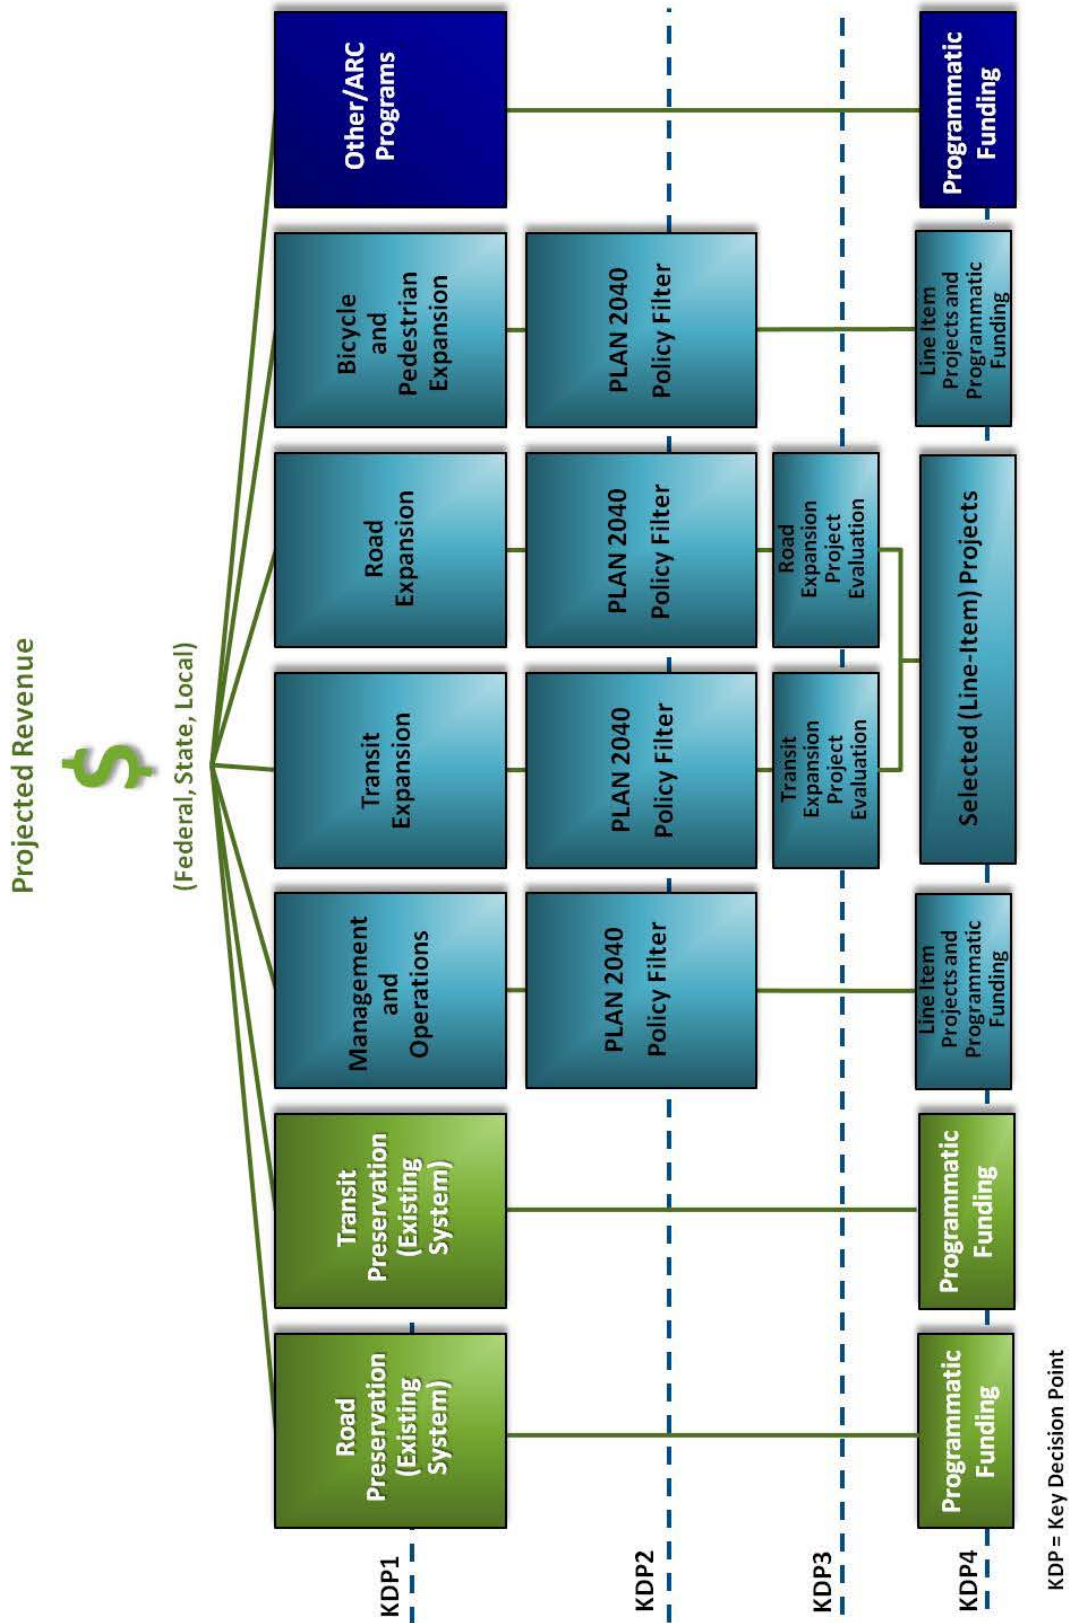 Projected Revenue
$
(Federal, State, Local)
KDP1
Road
Preservation
(Existing
System)
Transit
Preservation
(Existing
System)
Management
and
Operations
Transit
Expansion
Road
Expansion
Bicycle
and
Pedestrian
Expansion
Other/ARC
Programs
KDP2
PLAN 2040
Policy Filter
PLAN 2040
Policy Filter
PLAN 2040
Policy Filter
PLAN 2040
Policy Filter
KDP3
Transit
Expansion
Project
Evaluation
Road
Expansion
Project
Evaluation
KDP4
Programmatic
Funding
Programmatic
Funding
Line Item
Projects and
Programmatic
Funding
Selected (Line-Item) Projects
Line Item
Projects and
Programmatic
Funding
Programmatic
Funding
KDP = Key Decision Point